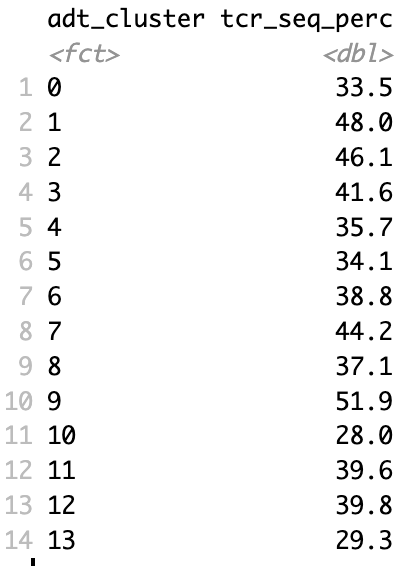 adt_cluster tcr_seq_perc
<fct> <dbl>
1 0 33.5
2 1 48.0
3 2 46.1
4 3 41.6
5 4 35.7
6 5 34.1
7 6 38.8
8 7 44.2
9 8 37.1
10 9 51.9
11 10 28.0
12 11 39.6
13 12 39.8
14 13 29.3